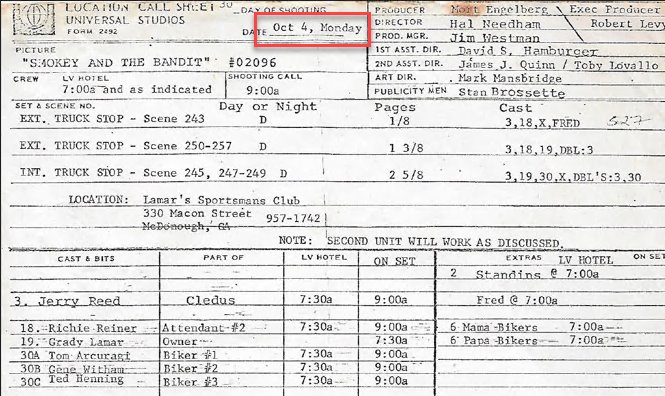 LOCATION CALL SHEET 30
UNIVERSAL STUDIOS
FORM 2492
DAY OF SHOOTING
DATE Oct 4, Monday
PRODUCER Mort Engelberg / Exec Producer
DIRECTOR Hal Needham Robert Levy
PROD. MGR. Jim Westman
1ST ASST. DIR. David S. Hamburger
2ND ASST. DIR. James J. Quinn / Toby Lovallo
ART DIR. Mark Mansbridge
PUBLICITY MEN Stan Brossette
PICTURE
"SMOKEY AND THE BANDIT" #02096
CREW LV HOTEL SHOOTING CALL
7:00a and as indicated 9:00a
SET & SCENE NO. Day or Night Pages Cast
EXT. TRUCK STOP - Scene 243 D 1/8 3,18,X,FRED 527
EXT. TRUCK STOP - Scene 250-257 D 1 3/8 3,18,19,DBL:3
INT. TRUCK STOP - Scene 245, 247-249 D 2 5/8 3,19,30,X,DBL'S:3,30
LOCATION: Lamar's Sportsmans Club
330 Macon Street 957-1742
McDonough, GA
NOTE: SECOND UNIT WILL WORK AS DISCUSSED.
CAST & BITS PART OF LV HOTEL ON SET EXTRAS LV HOTEL ON SET
2 Standins @ 7:00a
3. Jerry Reed Cledus 7:30a 9:00a Fred @ 7:00a
18. Richie Reiner Attendant #2 7:30a 9:00a 6 Mama-Bikers 7:00a
19. Grady Lamar Owner 7:30a 9:00a 6 Papa-Bikers 7:00a
30A Tom Arcuragi Biker #1 7:30a 9:00a
30B Gene Witham Biker #2 7:30a 9:00a
30C Ted Henning Biker #3 7:30a 9:00a